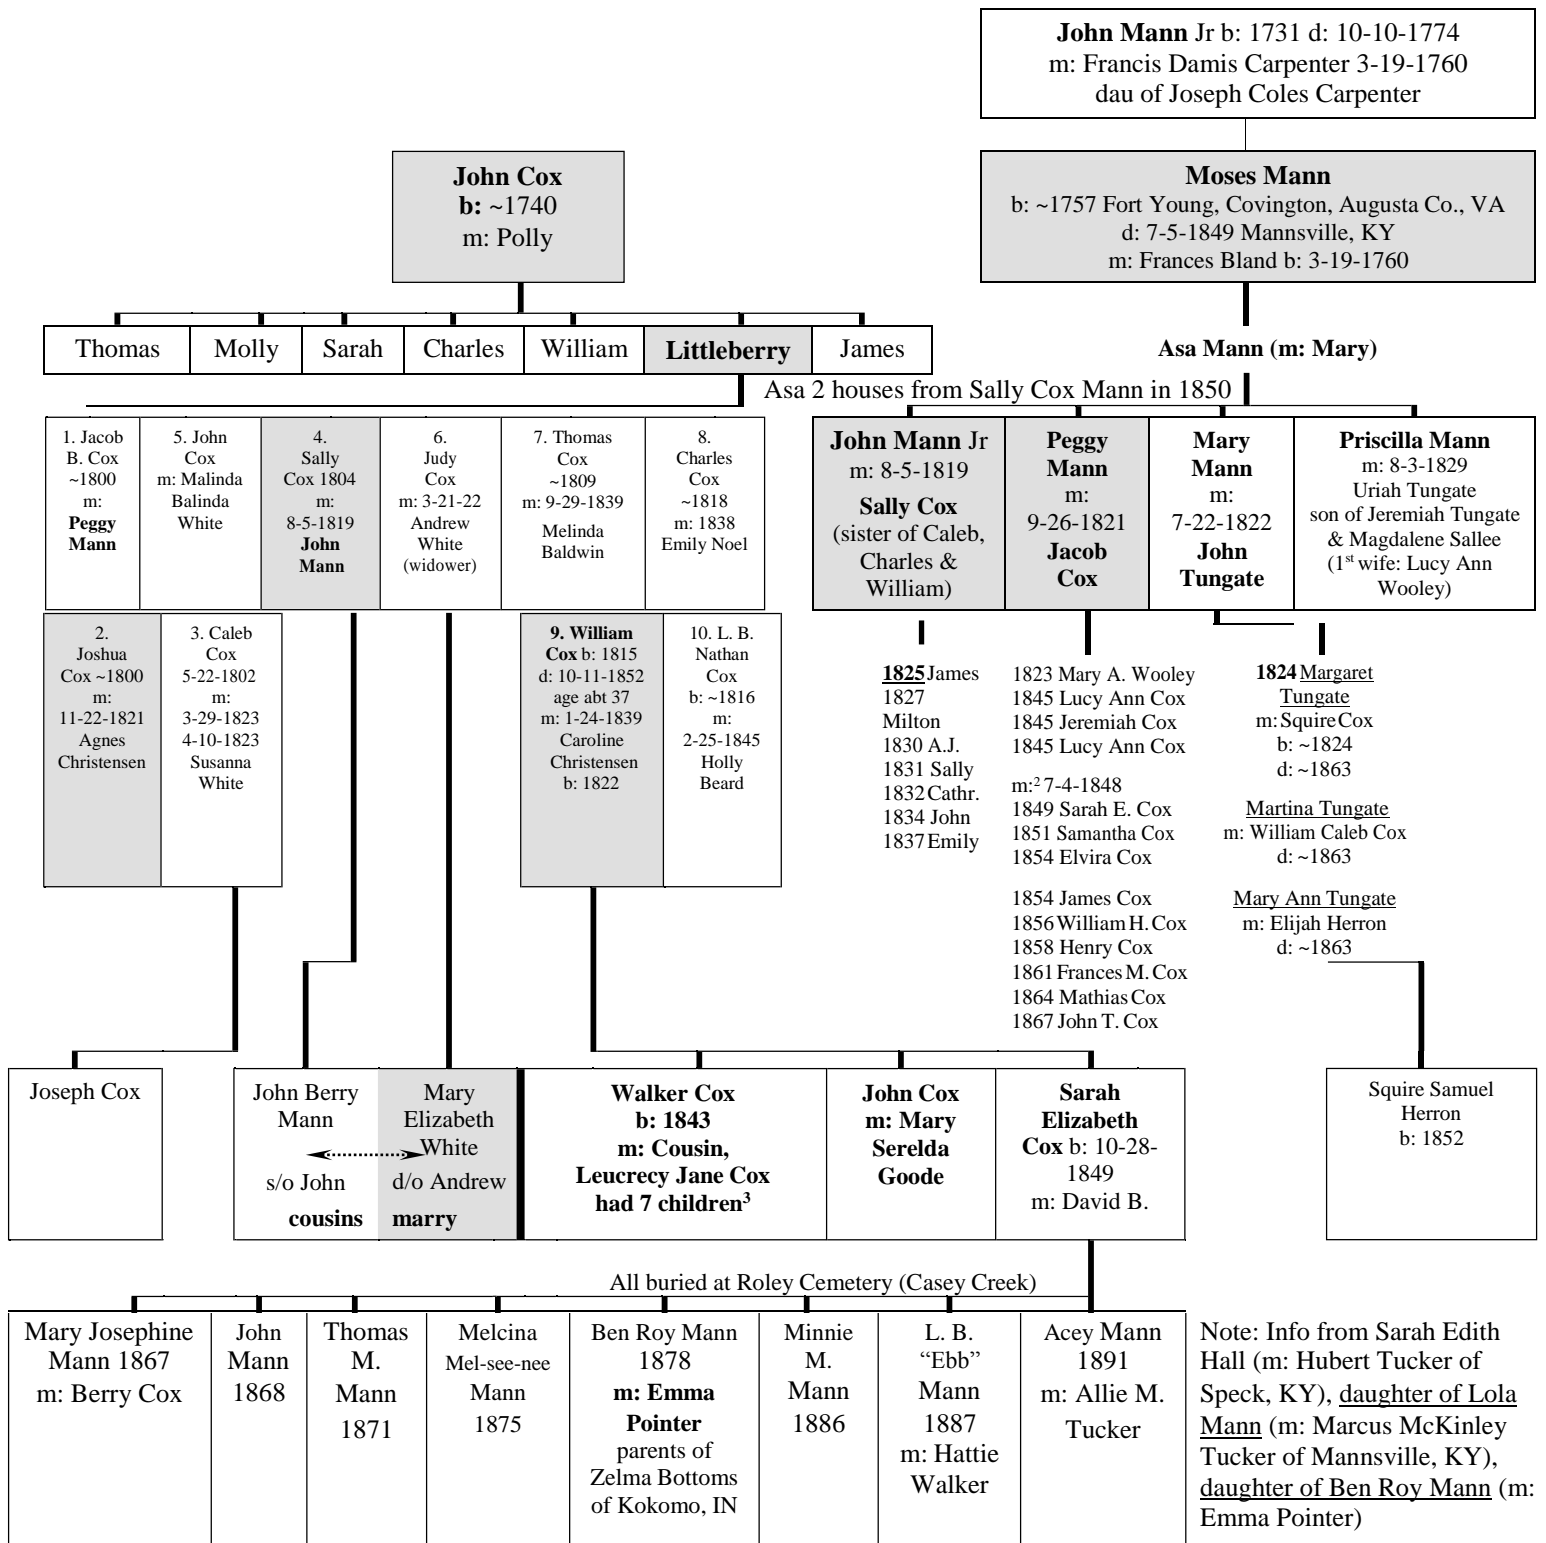 John Mann Jr b: 1731 d: 10-10-1774
m: Francis Damis Carpenter 3-19-1760
dau of Joseph Coles Carpenter
John Cox
b: ~1740
m: Polly
Moses Mann
b: ~1757 Fort Young, Covington, Augusta Co., VA
d: 7-5-1849 Mannsville, KY
m: Frances Bland b: 3-19-1760
Thomas
Molly
Sarah
Charles
William
Littleberry
James
Asa Mann (m: Mary)
Asa 2 houses from Sally Cox Mann in 1850
1. Jacob
B. Cox
~1800
m:
Peggy
Mann
5. John
Cox
m: Malinda
Balinda
White
4.
Sally
Cox 1804
m:
8-5-1819
John
Mann
6.
Judy
Cox
m: 3-21-22
Andrew
White
(widower)
7. Thomas
Cox
~1809
m: 9-29-1839
Melinda
Baldwin
8.
Charles
Cox
~1818
m: 1838
Emily Noel
John Mann Jr
m: 8-5-1819
Sally Cox
(sister of Caleb,
Charles &
William)
Peggy
Mann
m:
9-26-1821
Jacob
Cox
Mary
Mann
m:
7-22-1822
John
Tungate
Priscilla Mann
m: 8-3-1829
Uriah Tungate
son of Jeremiah Tungate
& Magdalene Sallee
(1st wife: Lucy Ann
Wooley)
2.
Joshua
Cox ~1800
m:
11-22-1821
Agnes
Christensen
3. Caleb
Cox
5-22-1802
m:
3-29-1823
4-10-1823
Susanna
White
9. William
Cox b: 1815
d: 10-11-1852
age abt 37
m: 1-24-1839
Caroline
Christensen
b: 1822
10. L. B.
Nathan
Cox
b: ~1816
m:
2-25-1845
Holly
Beard
1825 James
1827
Milton
1830 A.J.
1831 Sally
1832 Cathr.
1834 John
1837 Emily
1823 Mary A. Wooley
1845 Lucy Ann Cox
1845 Jeremiah Cox
1845 Lucy Ann Cox
m:2 7-4-1848
1849 Sarah E. Cox
1851 Samantha Cox
1854 Elvira Cox
1854 James Cox
1856 William H. Cox
1858 Henry Cox
1861 Frances M. Cox
1864 Mathias Cox
1867 John T. Cox
1824 Margaret
Tungate
m: Squire Cox
b: ~1824
d: ~1863
Martina Tungate
m: William Caleb Cox
d: ~1863
Mary Ann Tungate
m: Elijah Herron
d: ~1863
Joseph Cox
John Berry
Mann
s/o John
cousins
Mary
Elizabeth
White
d/o Andrew
marry
Walker Cox
b: 1843
m: Cousin,
Leucrecy Jane Cox
had 7 children3
John Cox
m: Mary
Serelda
Goode
Sarah
Elizabeth
Cox b: 10-28-
1849
m: David B.
Squire Samuel
Herron
b: 1852
All buried at Roley Cemetery (Casey Creek)
Mary Josephine
Mann 1867
m: Berry Cox
John
Mann
1868
Thomas
M.
Mann
1871
Melcina
Mel-see-nee
Mann
1875
Ben Roy Mann
1878
m: Emma
Pointer
parents of
Zelma Bottoms
of Kokomo, IN
Minnie
M.
Mann
1886
L. B.
“Ebb”
Mann
1887
m: Hattie
Walker
Acey Mann
1891
m: Allie M.
Tucker
Note: Info from Sarah Edith
Hall (m: Hubert Tucker of
Speck, KY), daughter of Lola
Mann (m: Marcus McKinley
Tucker of Mannsville, KY),
daughter of Ben Roy Mann (m:
Emma Pointer)